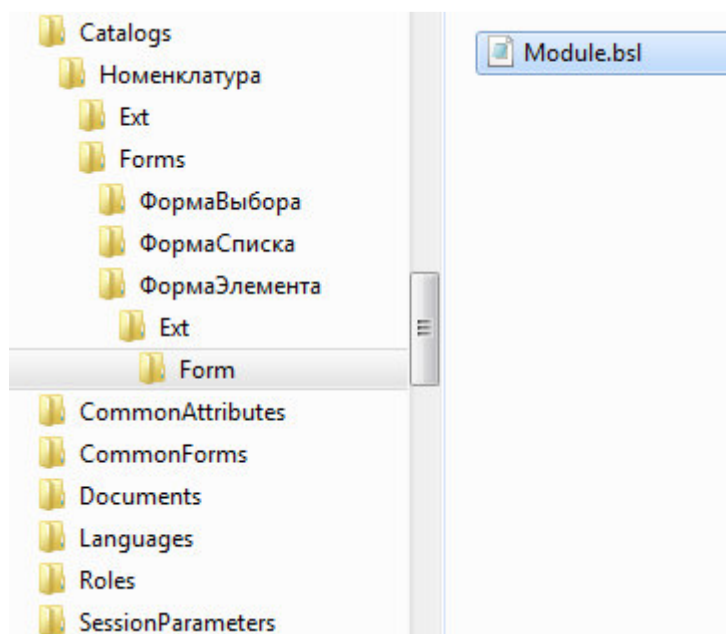 Catalogs
Номенклатура
Ext
Forms
ФормаВыбора
ФормаСписка
ФормаЭлемента
Ext
Form
CommonAttributes
CommonForms
Documents
Languages
Roles
SessionParameters
Module.bsl